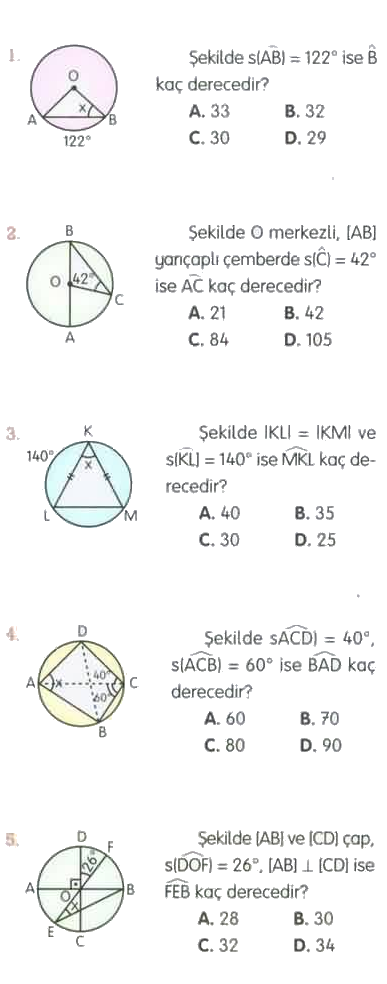 1.
Şekilde s(AB) = 122° ise B̂
kaç derecedir?
A. 33 B. 32
C. 30 D. 29
O
x
A B
122°
2.
Şekilde O merkezli, [AB]
yarıçaplı çemberde s(Ĉ) = 42°
ise AC kaç derecedir?
A. 21 B. 42
C. 84 D. 105
B
O 42°
C
A
3.
Şekilde |KL| = |KM| ve
s(KL) = 140° ise MKL kaç de-
recedir?
A. 40 B. 35
C. 30 D. 25
K
140°
x
L M
4.
Şekilde sACD) = 40°,
s(ACB) = 60° ise BAD kaç
derecedir?
A. 60 B. 70
C. 80 D. 90
D
A x 40° C
60°
B
5.
Şekilde [AB] ve [CD] çap,
s(DOF) = 26°, [AB] ⊥ [CD] ise
FEB kaç derecedir?
A. 28 B. 30
C. 32 D. 34
D
F
126°
A O B
x
E
C